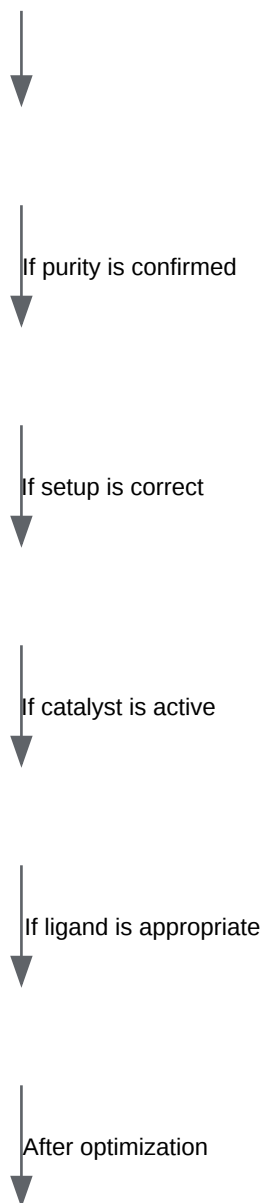 If purity is confirmed
If setup is correct
If catalyst is active
If ligand is appropriate
After optimization